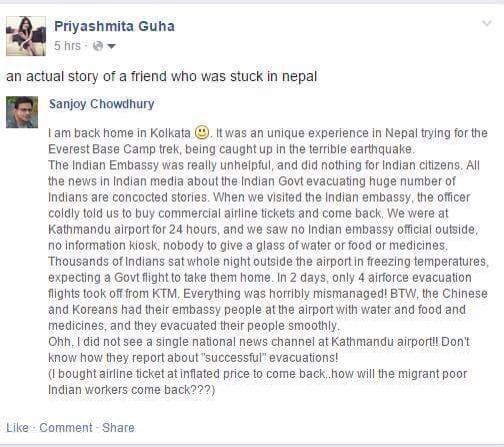 Priyashmita Guha
5 hrs
an actual story of a friend who was stuck in nepal
Sanjoy Chowdhury
I am back home in Kolkata 🙂. It was an unique experience in Nepal trying for the
Everest Base Camp trek, being caught up in the terrible earthquake.
The Indian Embassy was really unhelpful, and did nothing for Indian citizens. All
the news in Indian media about the Indian Govt evacuating huge number of
Indians are concocted stories. When we visited the Indian embassy, the officer
coldly told us to buy commercial airline tickets and come back. We were at
Kathmandu airport for 24 hours, and we saw no Indian embassy official outside,
no information kiosk, nobody to give a glass of water or food or medicines.
Thousands of Indians sat whole night outside the airport in freezing temperatures,
expecting a Govt flight to take them home. In 2 days, only 4 airforce evacuation
flights took off from KTM. Everything was horribly mismanaged! BTW, the Chinese
and Koreans had their embassy people at the airport with water and food and
medicines, and they evacuated their people smoothly.
Ohh, I did not see a single national news channel at Kathmandu airport!! Don't
know how they report about "successful" evacuations!
(I bought airline ticket at inflated price to come back..how will the migrant poor
Indian workers come back???)
Like · Comment · Share